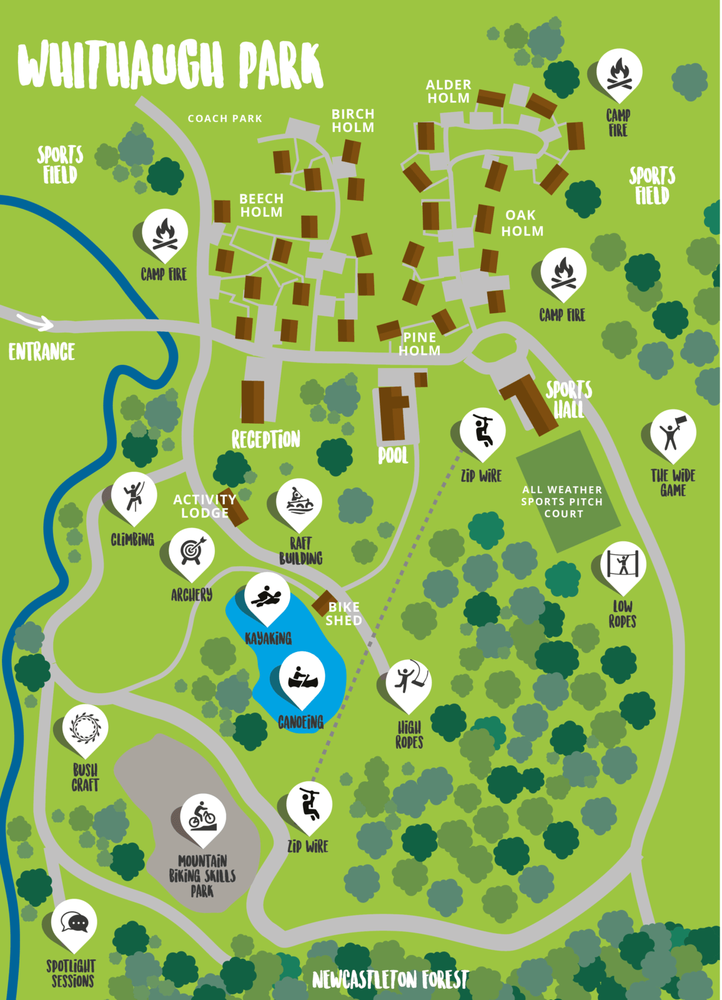 WHITHAUGH PARK
COACH PARK
BIRCH
HOLM
ALDER
HOLM
CAMP
FIRE
SPORTS
FIELD
SPORTS
FIELD
BEECH
HOLM
OAK
HOLM
CAMP FIRE
CAMP FIRE
ENTRANCE
PINE
HOLM
SPORTS
HALL
RECEPTION
POOL
ZIP WIRE
THE WIDE
GAME
ALL WEATHER
SPORTS PITCH
COURT
ACTIVITY
LODGE
CLIMBING
RAFT
BUILDING
ARCHERY
LOW
ROPES
BIKE
SHED
KAYAKING
CANOEING
HIGH
ROPES
BUSH
CRAFT
ZIP WIRE
MOUNTAIN
BIKING SKILLS
PARK
SPOTLIGHT
SESSIONS
NEWCASTLETON FOREST